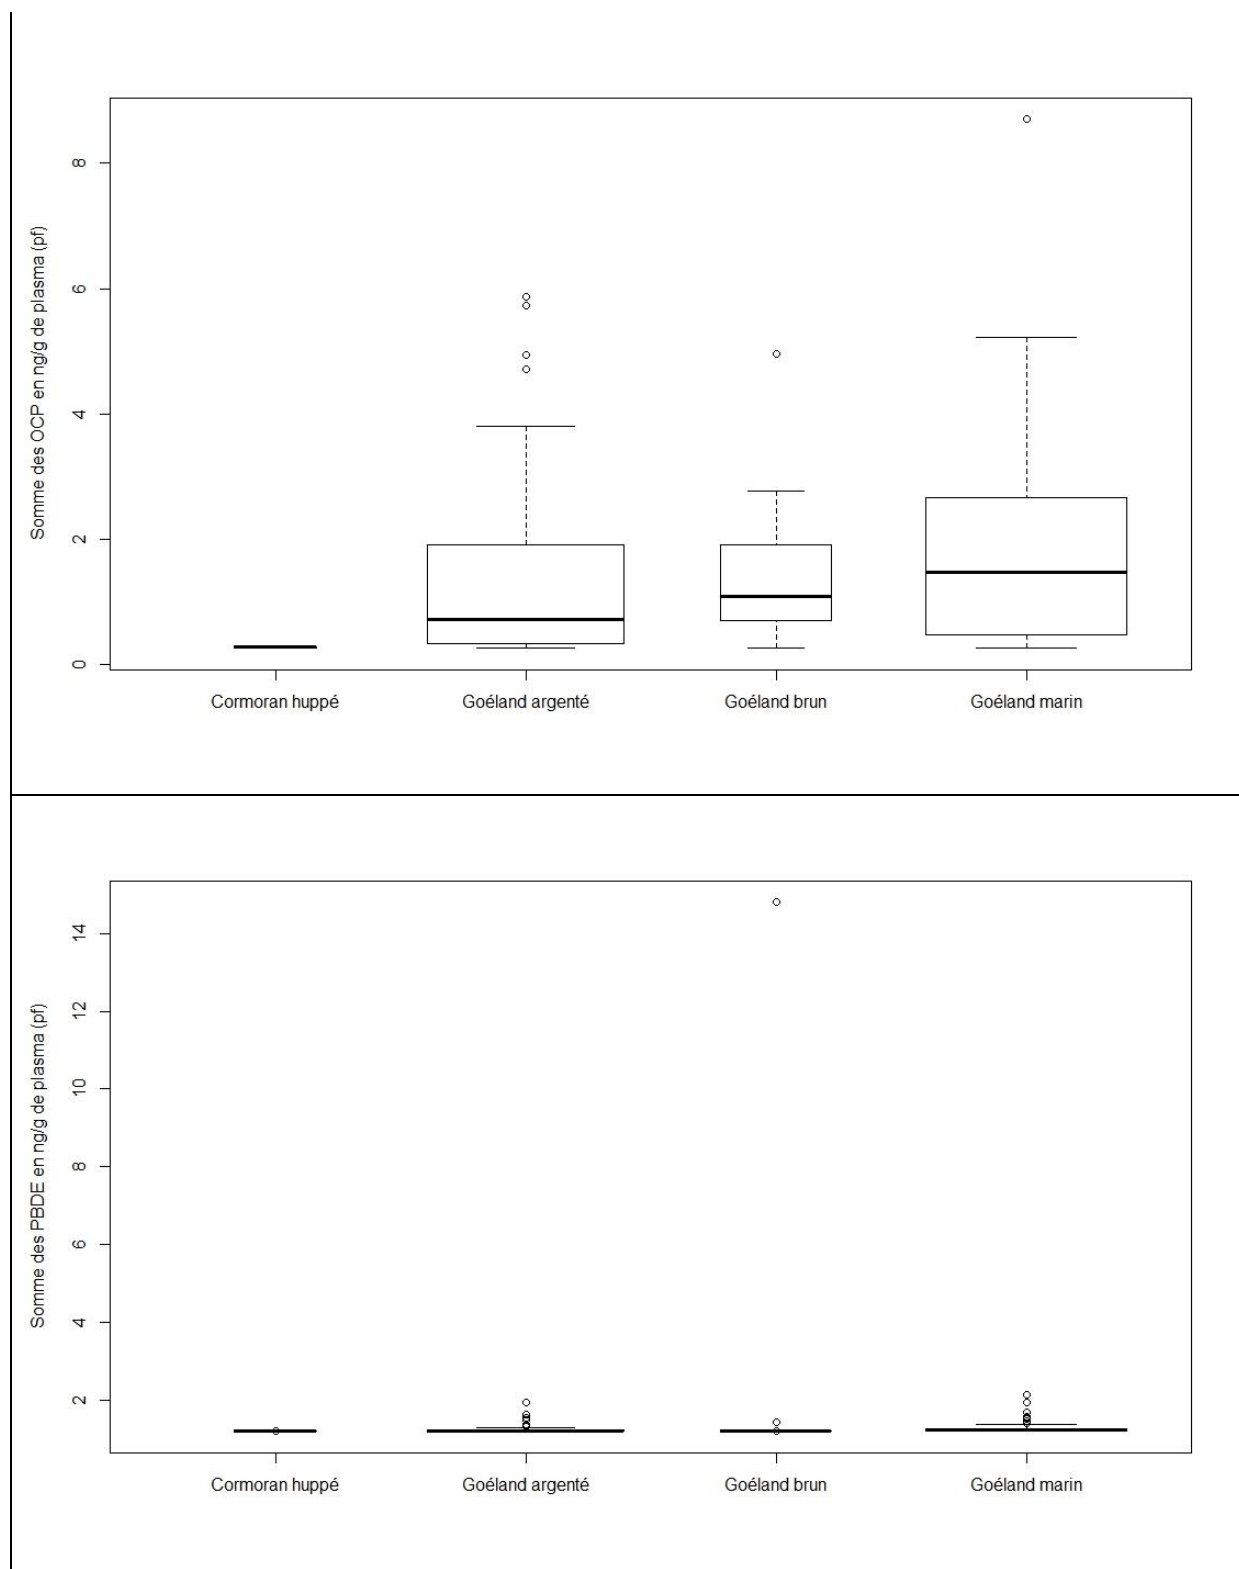 Somme des OCP en ng/g de plasma (pf)
8
6
4
2
0
Cormoran huppé
Goéland argenté
Goéland brun
Goéland marin
Somme des PBDE en ng/g de plasma (pf)
14
12
10
8
6
4
2
Cormoran huppé
Goéland argenté
Goéland brun
Goéland marin